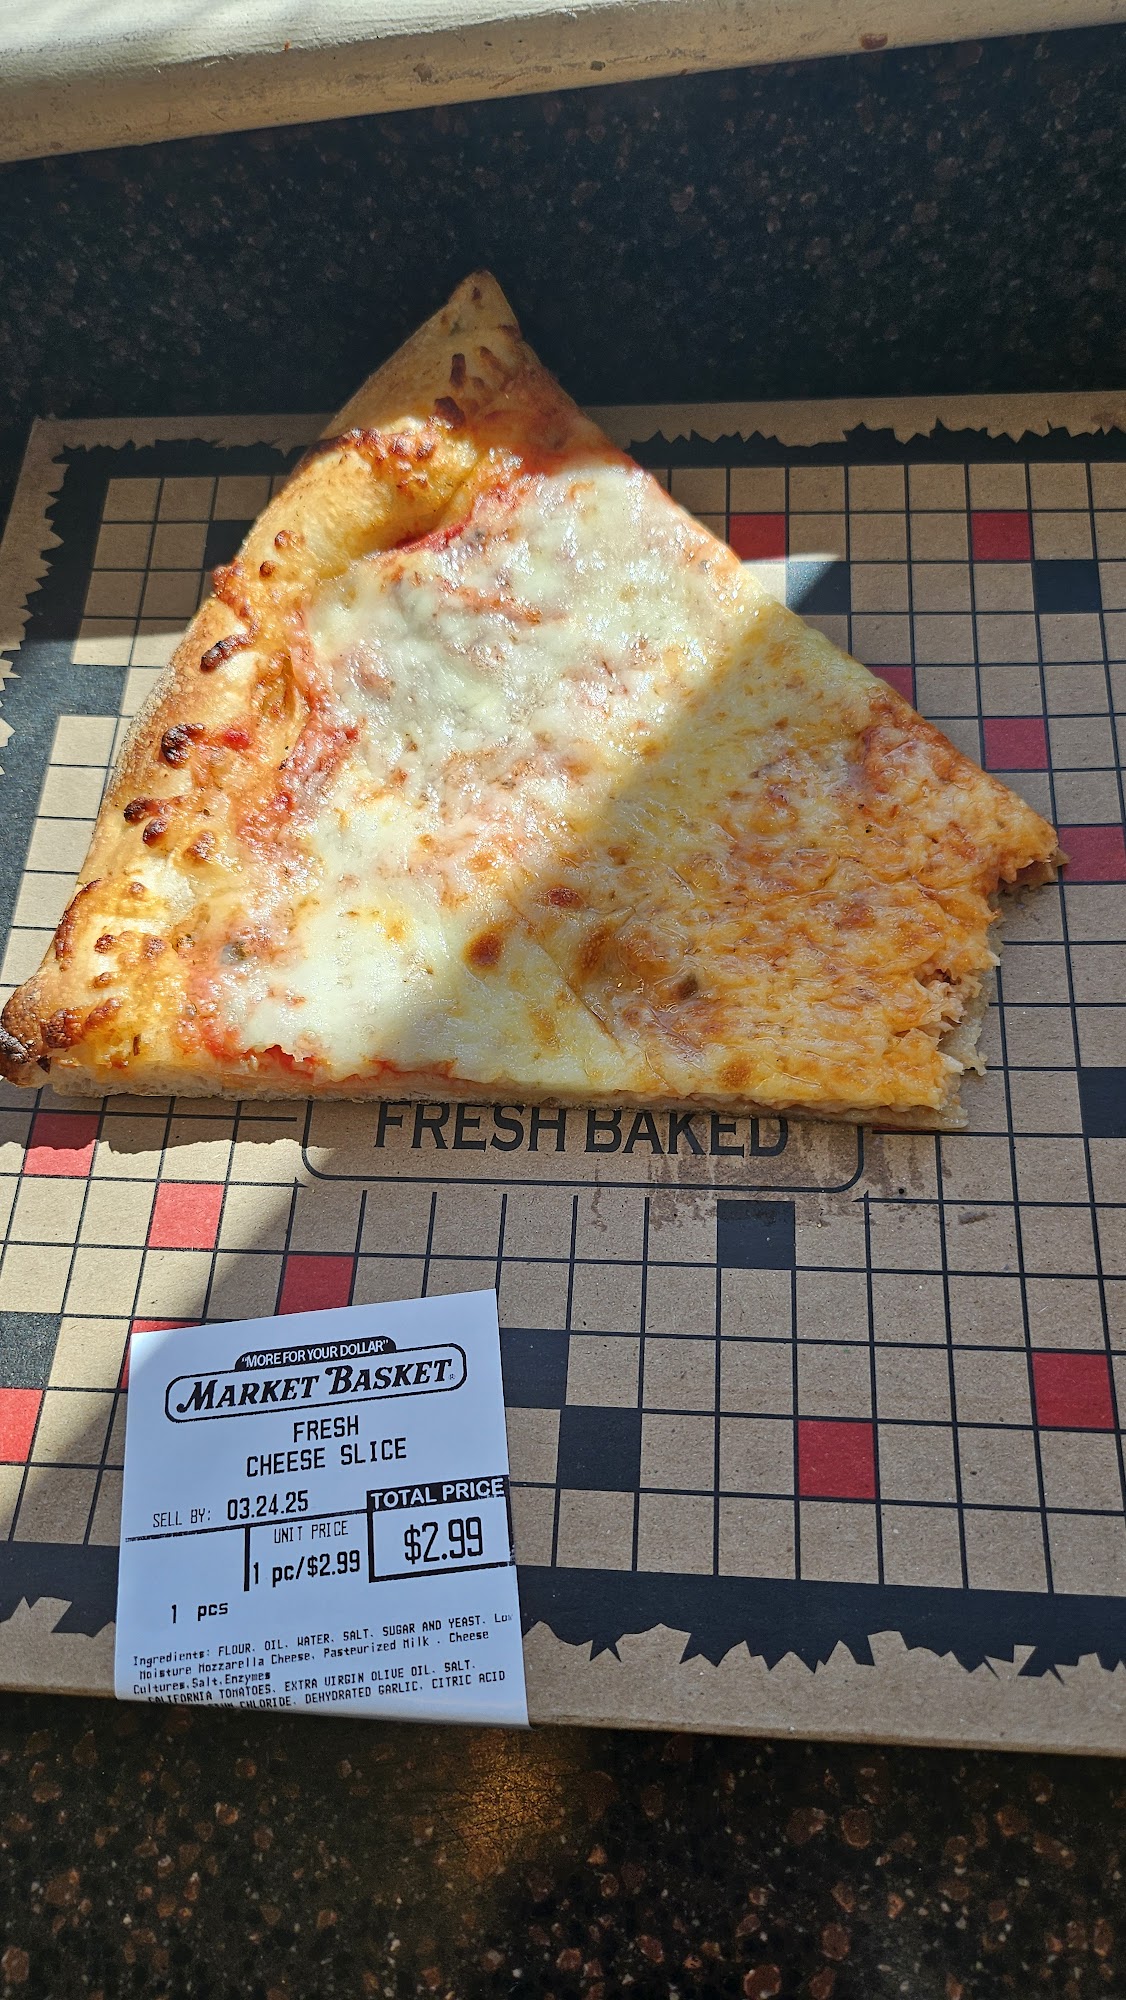 FRESH BAKED
"MORE FOR YOUR DOLLAR"
MARKET BASKET®
FRESH
CHEESE SLICE
SELL BY: 03.24.25
TOTAL PRICE
UNIT PRICE
1 pc/$2.99
$2.99
1 pcs
Ingredients: FLOUR, OIL, WATER, SALT, SUGAR AND YEAST. Low
Moisture Mozzarella Cheese, Pasteurized Milk , Cheese
Cultures,Salt,Enzymes
CALIFORNIA TOMATOES, EXTRA VIRGIN OLIVE OIL, SALT,
CHLORIDE, DEHYDRATED GARLIC, CITRIC ACID